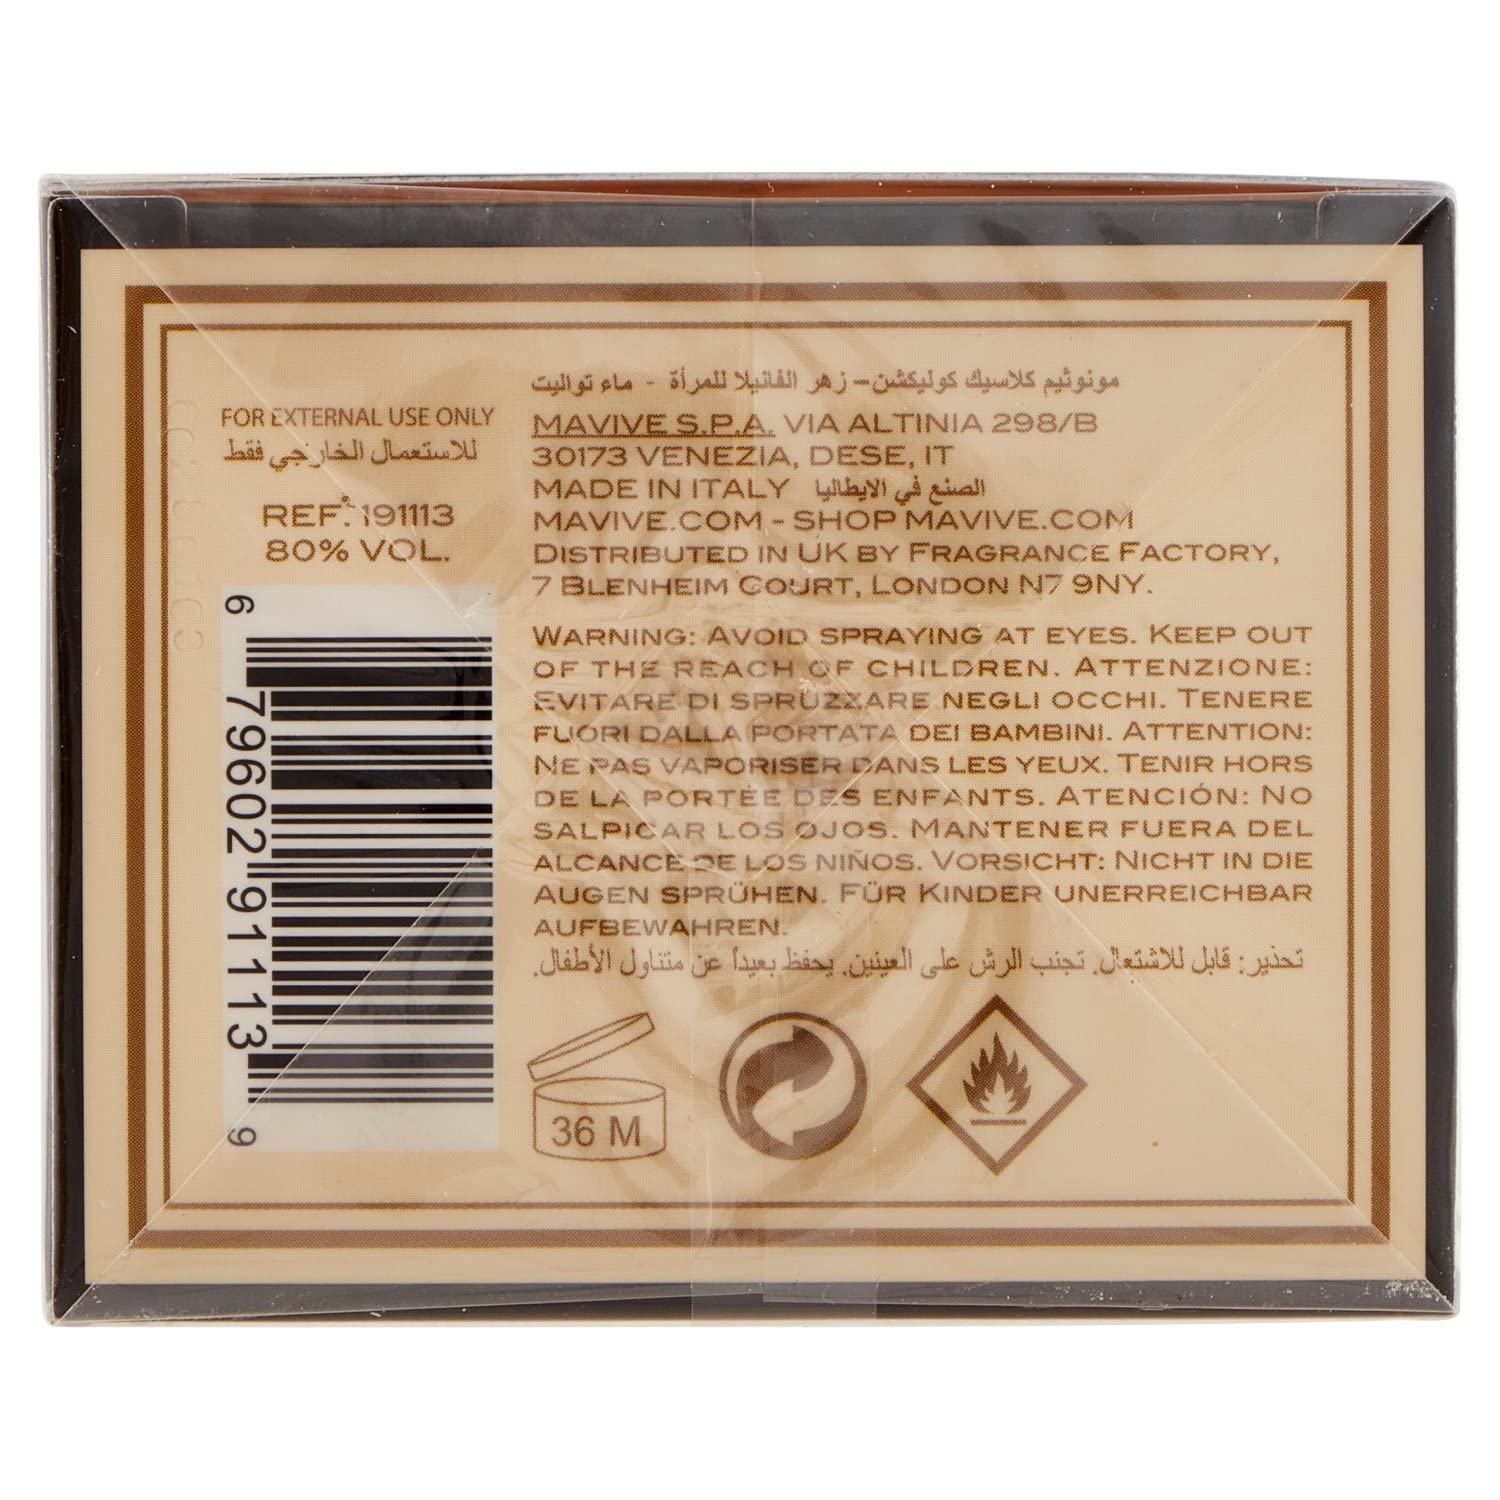 FOR EXTERNAL USE ONLY
للاستعمال الخارجي فقط
REF. 191113
80% VOL.
6 79602 91113 9
مونوثيم كلاسيك كوليكشن – زهر الفانيلا للمرأة - ماء تواليت
MAVIVE S.P.A. VIA ALTINIA 298/B
30173 VENEZIA, DESE, IT
MADE IN ITALY الصنع في الايطاليا
MAVIVE.COM - SHOP MAVIVE.COM
DISTRIBUTED IN UK BY FRAGRANCE FACTORY,
7 BLENHEIM COURT, LONDON N7 9NY.
WARNING: AVOID SPRAYING AT EYES. KEEP OUT
OF THE REACH OF CHILDREN. ATTENZIONE:
EVITARE DI SPRUZZARE NEGLI OCCHI. TENERE
FUORI DALLA PORTATA DEI BAMBINI. ATTENTION:
NE PAS VAPORISER DANS LES YEUX. TENIR HORS
DE LA PORTÉE DES ENFANTS. ATENCIÓN: NO
SALPICAR LOS OJOS. MANTENER FUERA DEL
ALCANCE DE LOS NIÑOS. VORSICHT: NICHT IN DIE
AUGEN SPRÜHEN. FÜR KINDER UNERREICHBAR
AUFBEWAHREN.
تحذير: قابل للاشتعال. تجنب الرش على العينين. يحفظ بعيداً عن متناول الأطفال.
36 M